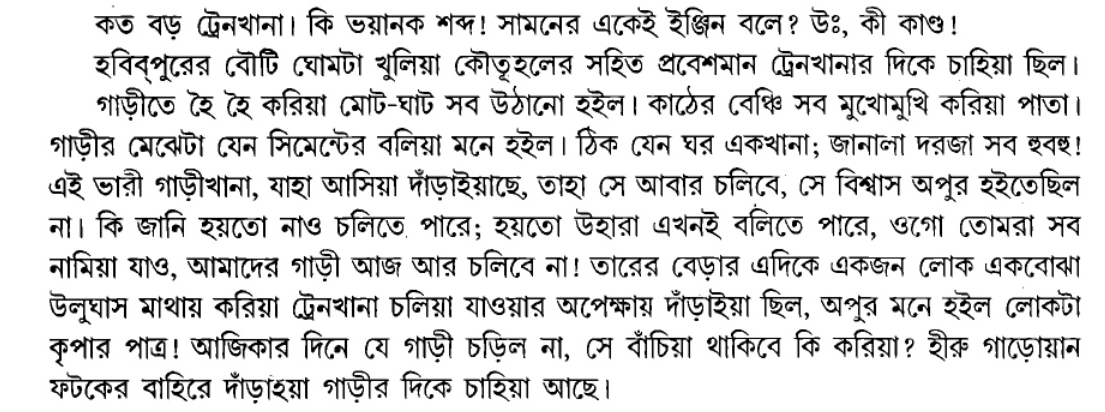 কত বড় ট্রেনখানা। কি ভয়ানক শব্দ! সামনের একেই ইঞ্জিন বলে? উঃ, কী কাণ্ড!
হবিবপুরের বৌটি ঘোমটা খুলিয়া কৌতূহলের সহিত প্রবেশমান ট্রেনখানার দিকে চাহিয়া ছিল।
গাড়ীতে হৈ হৈ করিয়া মোট-ঘাট সব উঠানো হইল। কাঠের বেঞ্চি সব মুখোমুখি করিয়া পাতা।
গাড়ীর মেঝেটা যেন সিমেন্টের বলিয়া মনে হইল। ঠিক যেন ঘর একখানা; জানালা দরজা সব হুবহু!
এই ভারী গাড়ীখানা, যাহা আসিয়া দাঁড়াইয়াছে, তাহা সে আবার চলিবে, সে বিশ্বাস অপুর হইতেছিল
না। কি জানি হয়তো নাও চলিতে পারে; হয়তো উহারা এখনই বলিতে পারে, ওগো তোমরা সব
নামিয়া যাও, আমাদের গাড়ী আজ আর চলিবে না! তারের বেড়ার এদিকে একজন লোক একবোঝা
উলুঘাস মাথায় করিয়া ট্রেনখানা চলিয়া যাওয়ার অপেক্ষায় দাঁড়াইয়া ছিল, অপুর মনে হইল লোকটা
কৃপার পাত্র! আজিকার দিনে যে গাড়ী চড়িল না, সে বাঁচিয়া থাকিবে কি করিয়া? হীরু গাড়োয়ান
ফটকের বাহিরে দাঁড়াইয়া গাড়ীর দিকে চাহিয়া আছে।